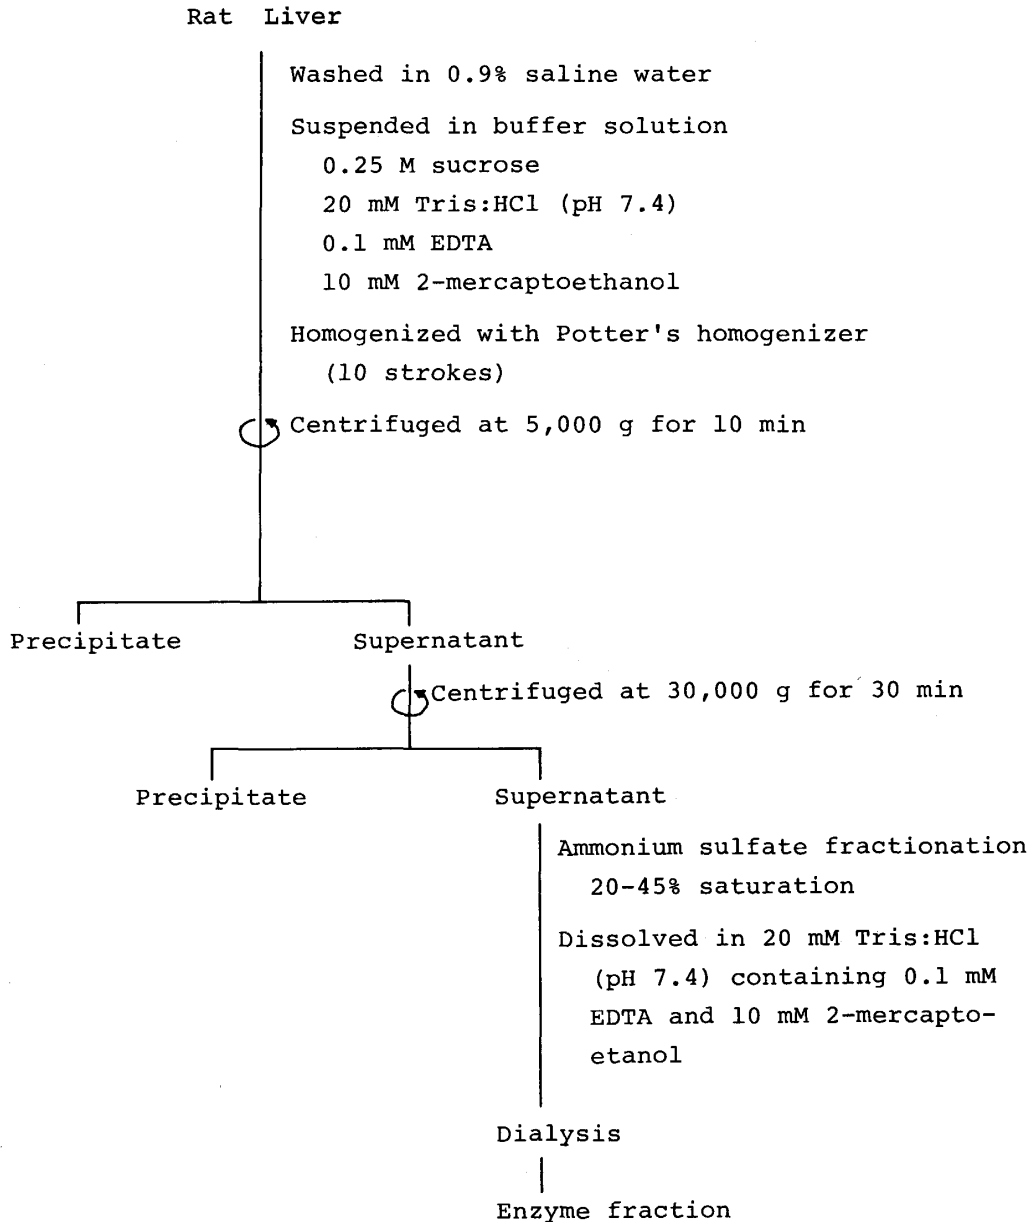 Rat Liver
Washed in 0.9% saline water
Suspended in buffer solution
0.25 M sucrose
20 mM Tris:HCl (pH 7.4)
0.1 mM EDTA
10 mM 2-mercaptoethanol
Homogenized with Potter's homogenizer
(10 strokes)
Centrifuged at 5,000 g for 10 min
Precipitate Supernatant
Centrifuged at 30,000 g for 30 min
Precipitate Supernatant
Ammonium sulfate fractionation
20-45% saturation
Dissolved in 20 mM Tris:HCl
(pH 7.4) containing 0.1 mM
EDTA and 10 mM 2-mercapto-
etanol
Dialysis
Enzyme fraction